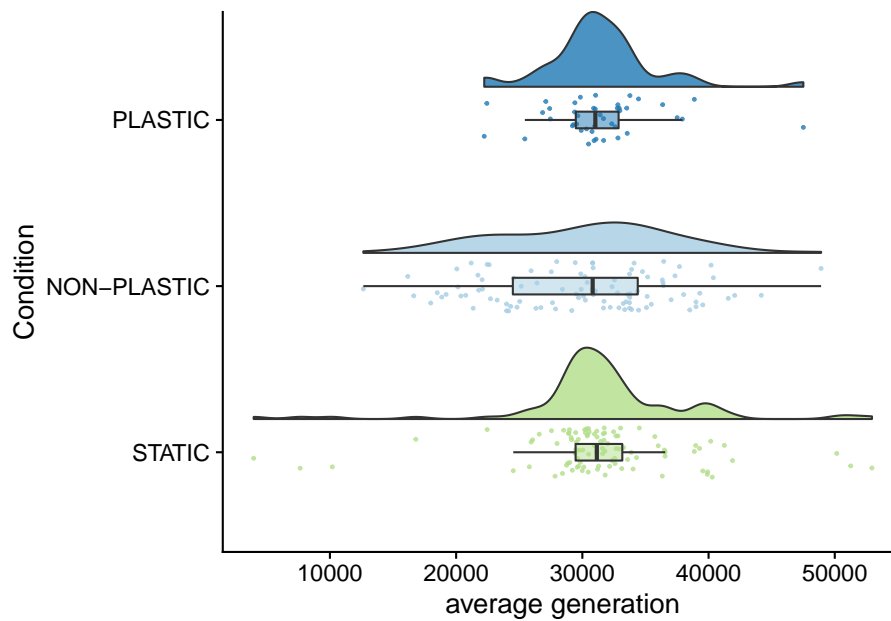 PLASTIC
NON−PLASTIC
STATIC
Condition
10000 20000 30000 40000 50000
average generation